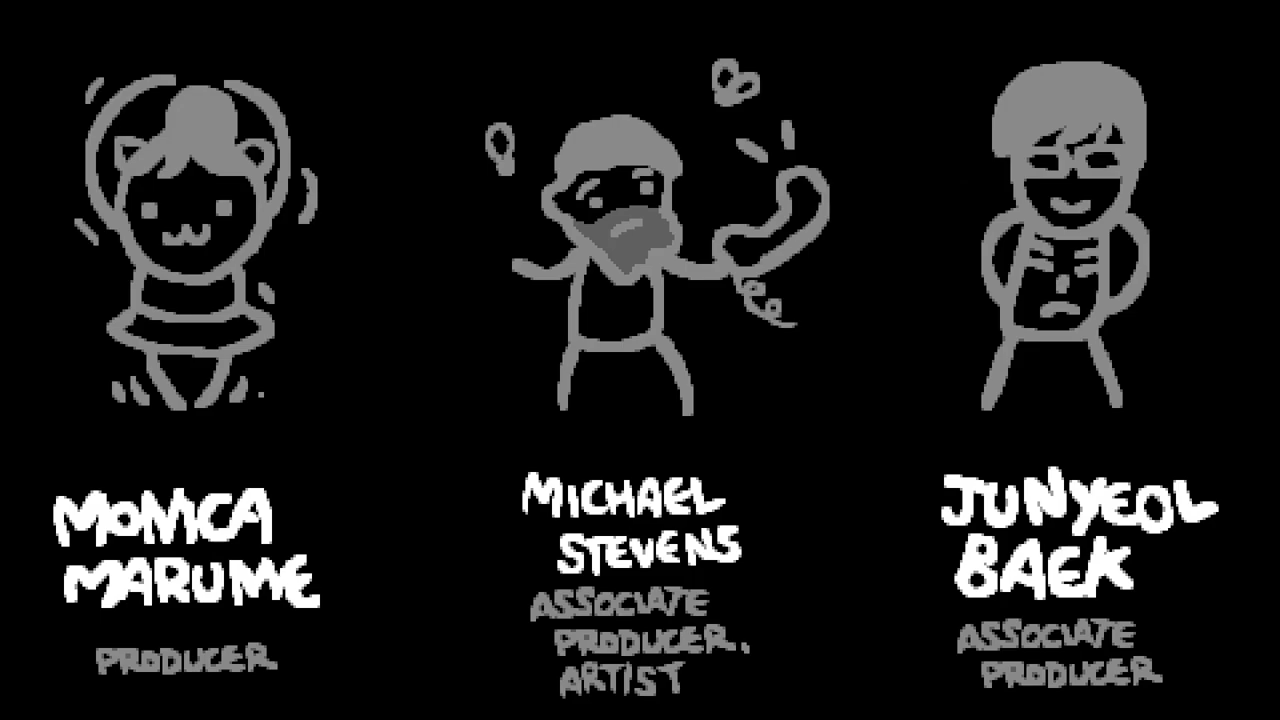 MONICA
MARUME
PRODUCER
MICHAEL
STEVENS
ASSOCIATE
PRODUCER.
ARTIST
JUNYEOL
BAEK
ASSOCIATE
PRODUCER